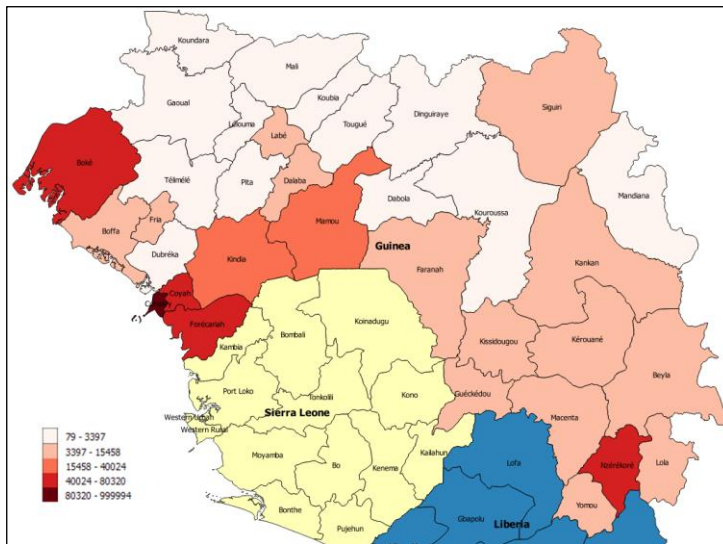 Koundara
Mali
Gaoual
Koubia
Lélouma
Tougué
Dinguiraye
Siguiri
Labé
Boké
Télimélé
Pita
Dalaba
Mandiana
Dabola
Kouroussa
Fria
Boffa
Mamou
Guinea
Dubréka
Kindia
Kankan
Faranah
Coyah
Forécariah
Koinadugu
Kambia
Bombali
Kissidougou
Kérouané
Beyla
Port Loko
Tonkolili
Kono
Guéckédou
Macenta
Sierra Leone
Western Urban
Western Rural
Nzérékoré
Lola
Moyamba
Bo
Kenema
Kailahun
Lofa
Yomou
Bonthe
Pujehun
Gbapolu
Liberia
79 - 3397
3397 - 15458
15458 - 40024
40024 - 80320
80320 - 999994